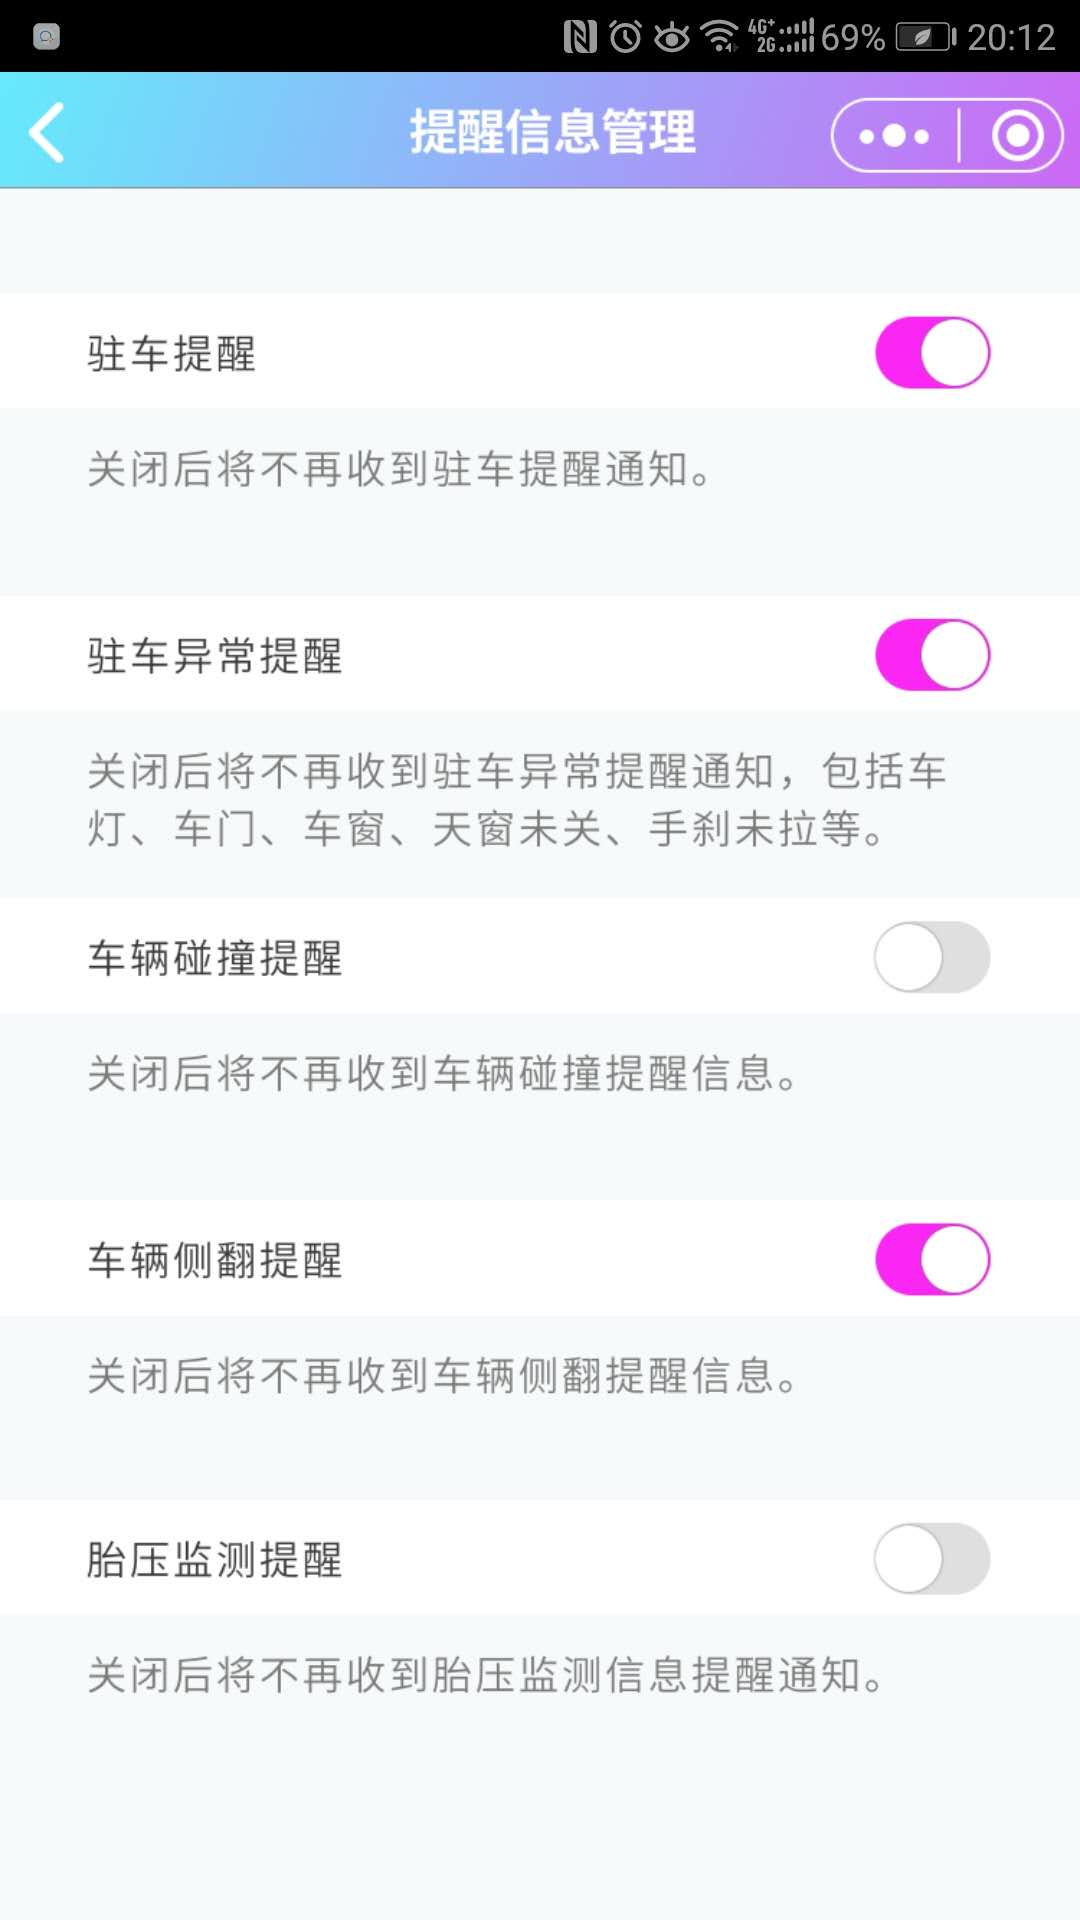 4G+ 2G 69% 20:12
提醒信息管理
驻车提醒
关闭后将不再收到驻车提醒通知。
驻车异常提醒
关闭后将不再收到驻车异常提醒通知，包括车
灯、车门、车窗、天窗未关、手刹未拉等。
车辆碰撞提醒
关闭后将不再收到车辆碰撞提醒信息。
车辆侧翻提醒
关闭后将不再收到车辆侧翻提醒信息。
胎压监测提醒
关闭后将不再收到胎压监测信息提醒通知。